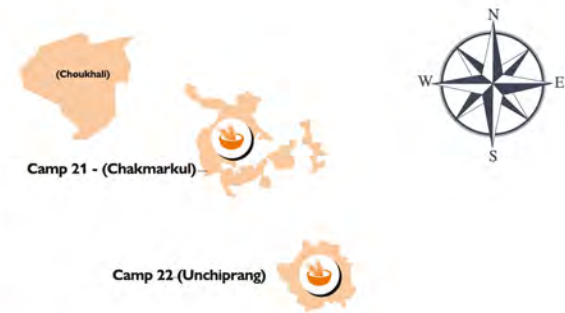 N
(Choukhali)
W
E
S
Camp 21 - (Chakmarkul)
Camp 22 (Unchiprang)